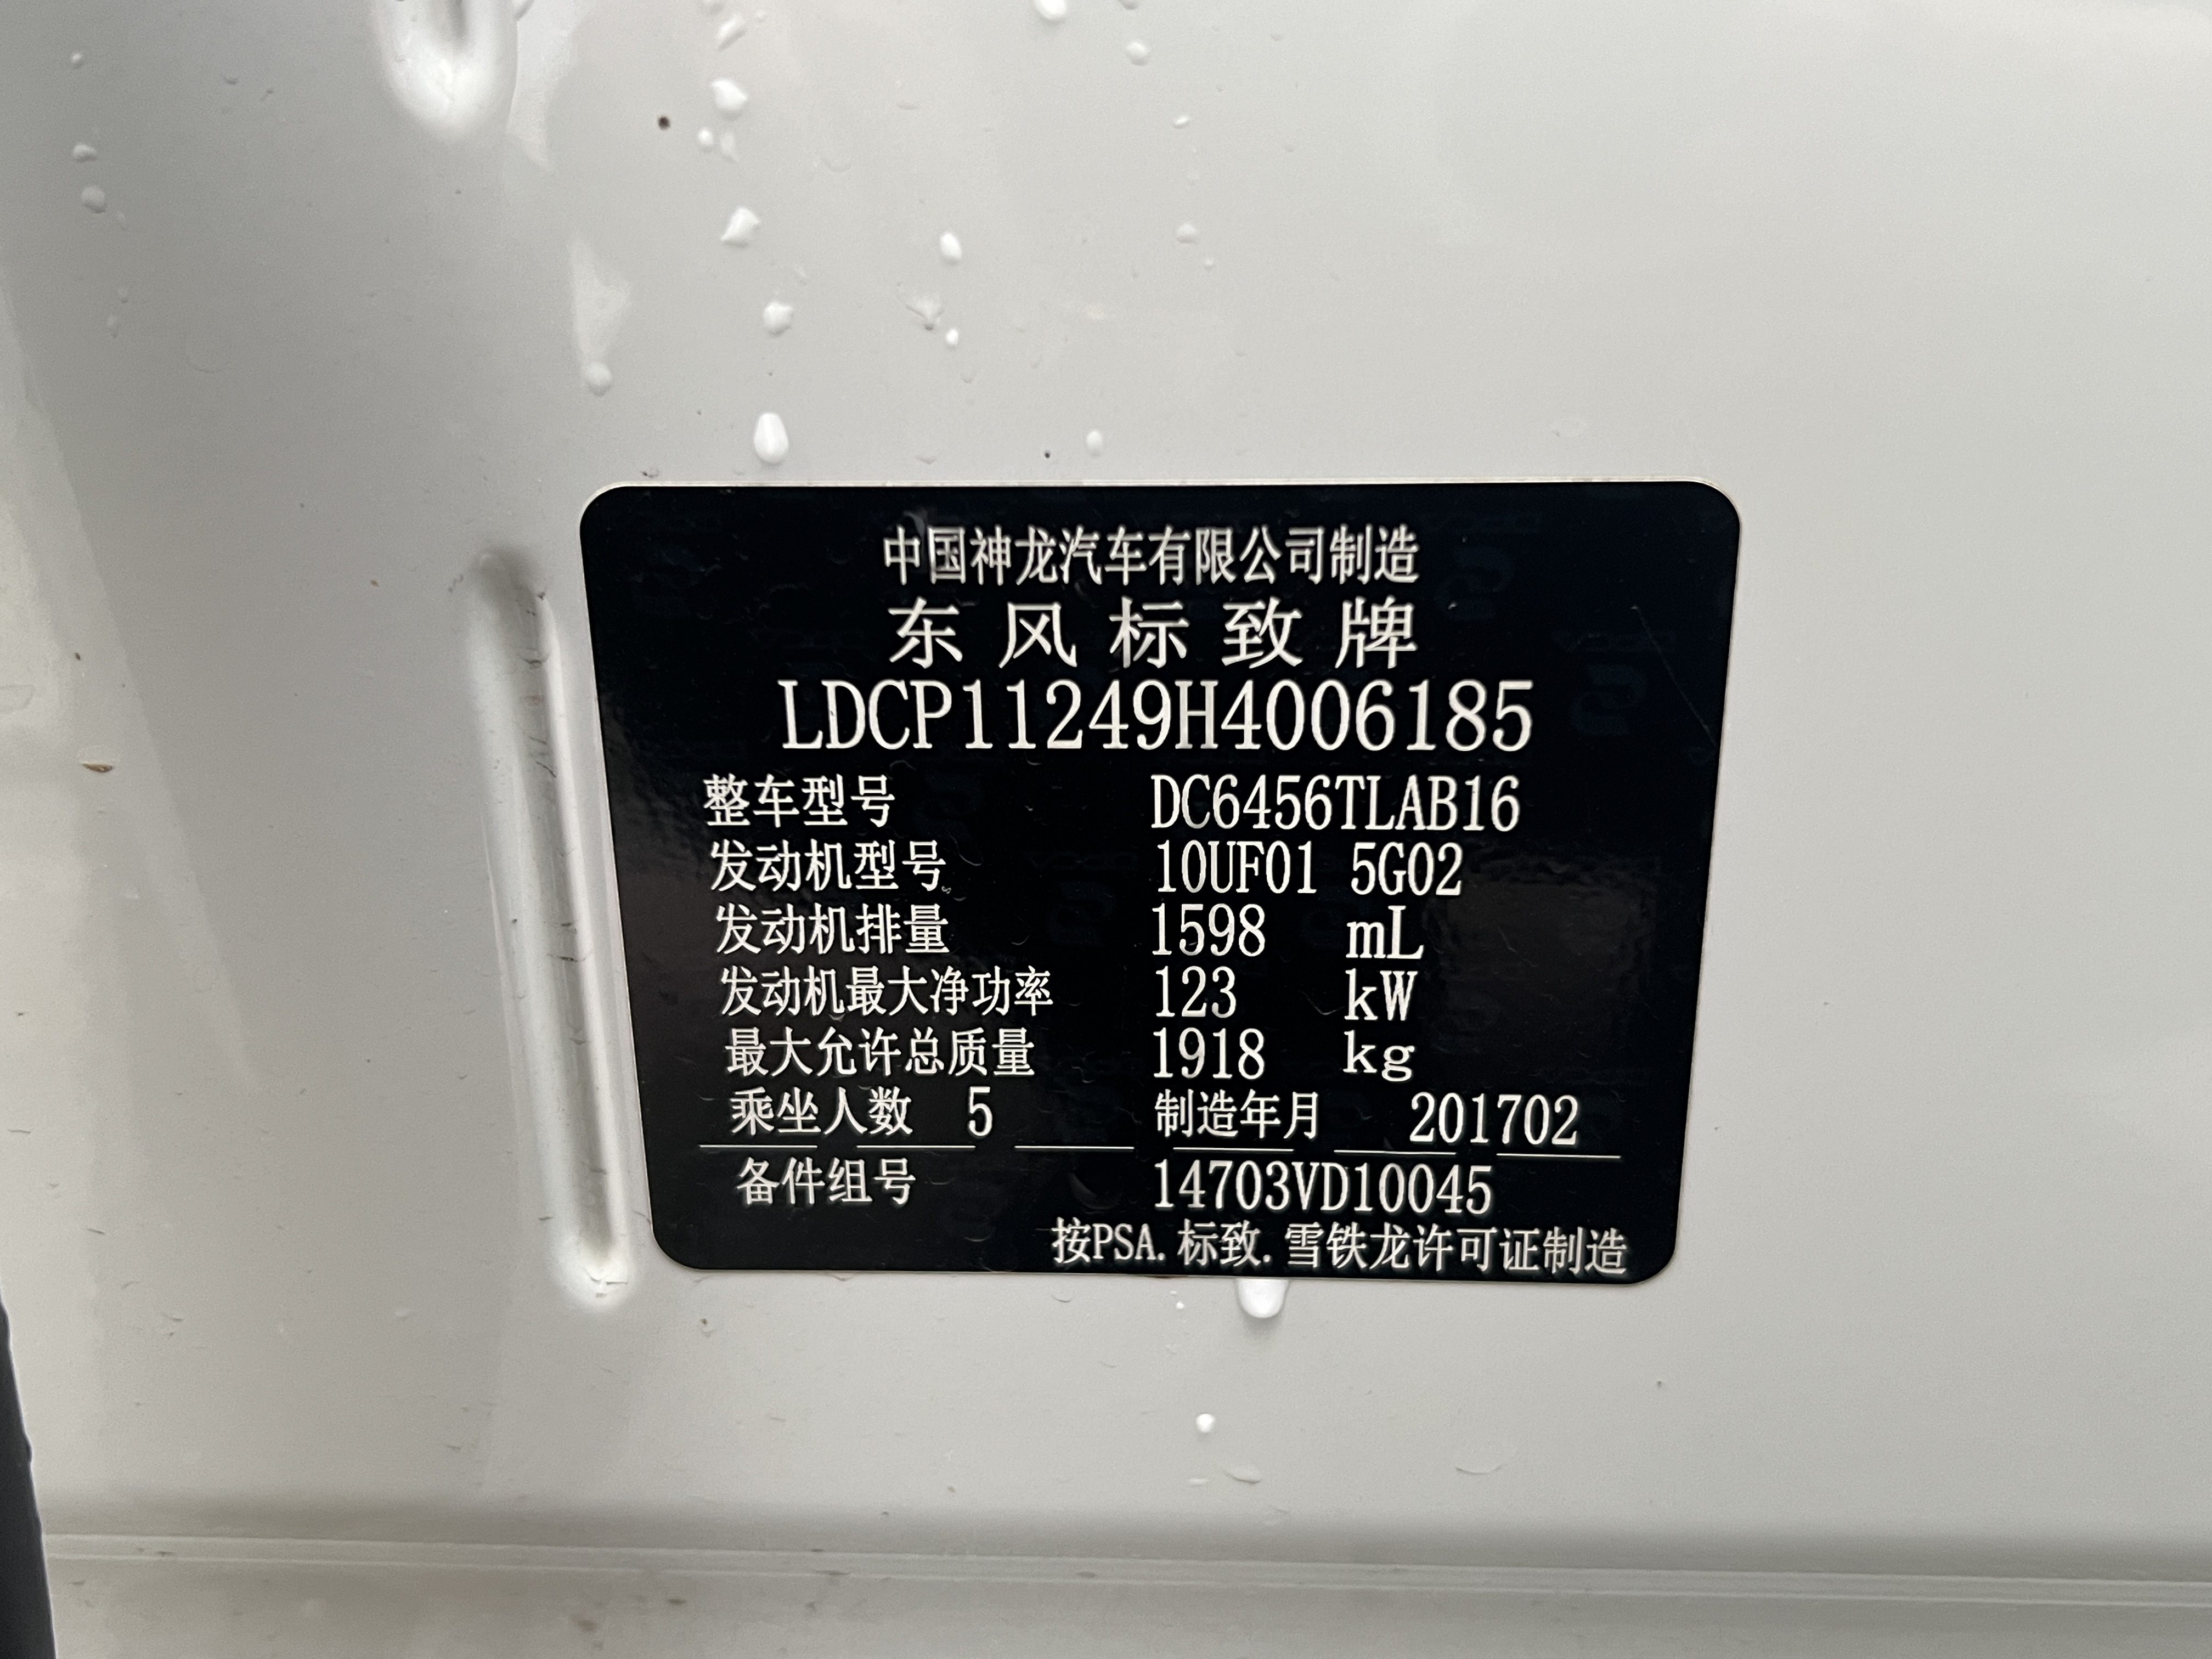 中国神龙汽车有限公司制造
东风标致牌
LDCP11249H4006185
整车型号 DC6456TLAB16
发动机型号 10UF01 5G02
发动机排量 1598 mL
发动机最大净功率 123 kW
最大允许总质量 1918 kg
乘坐人数 5 制造年月 201702
备件组号 14703VD10045
按PSA.标致.雪铁龙许可证制造